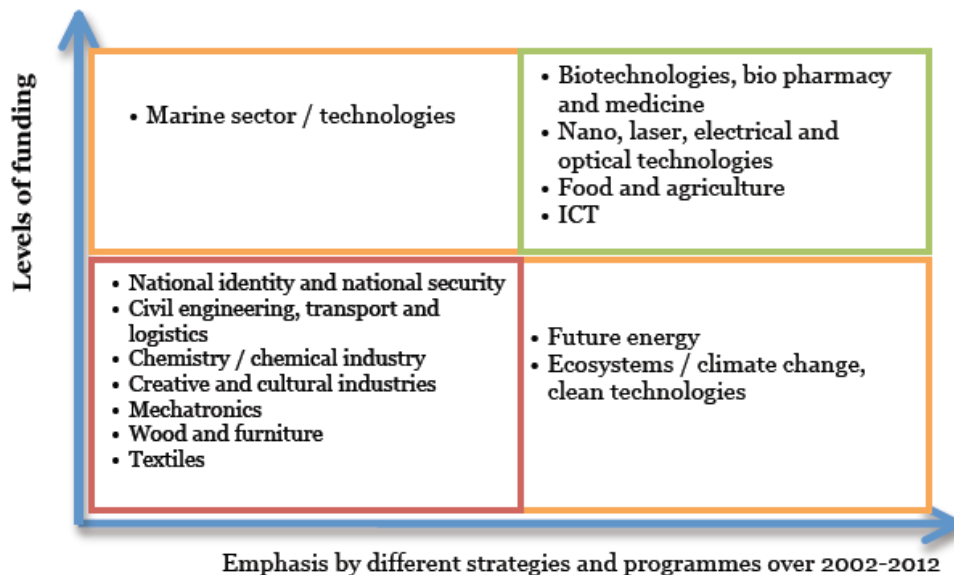 Levels of funding
• Marine sector / technologies
• Biotechnologies, bio pharmacy
and medicine
• Nano, laser, electrical and
optical technologies
• Food and agriculture
• ICT
• National identity and national security
• Civil engineering, transport and
logistics
• Chemistry / chemical industry
• Creative and cultural industries
• Mechatronics
• Wood and furniture
• Textiles
• Future energy
• Ecosystems / climate change,
clean technologies
Emphasis by different strategies and programmes over 2002-2012